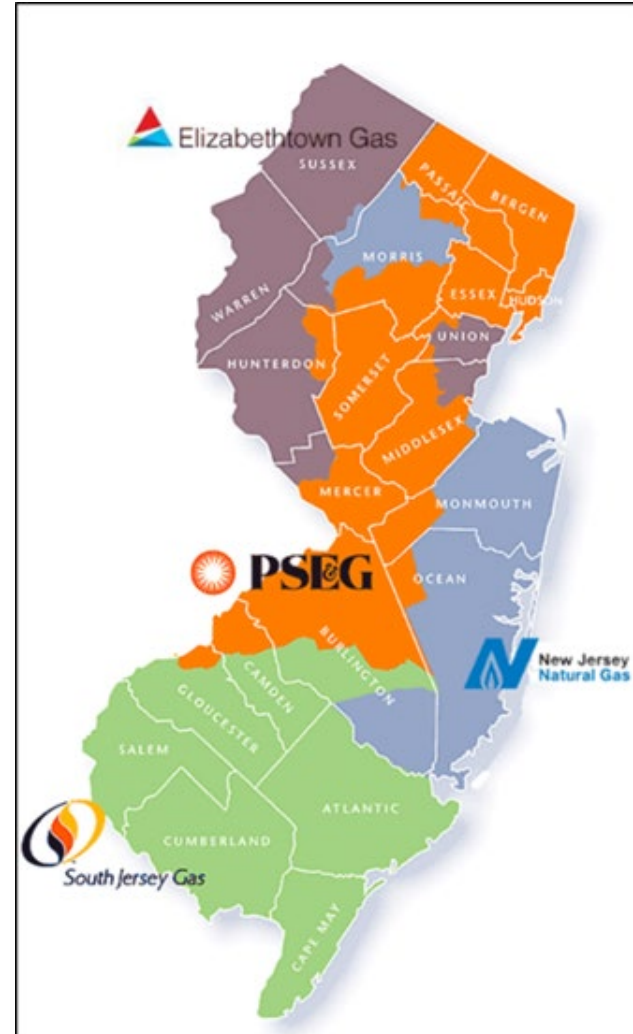 Elizabethtown Gas
SUSSEX
PASSAIC
BERGEN
MORRIS
ESSEX
HUDSON
WARREN
UNION
HUNTERDON
SOMERSET
MIDDLESEX
MERCER
MONMOUTH
PSE&G
OCEAN
BURLINGTON
New Jersey
Natural Gas
CAMDEN
GLOUCESTER
SALEM
ATLANTIC
CUMBERLAND
South Jersey Gas
CAPE MAY